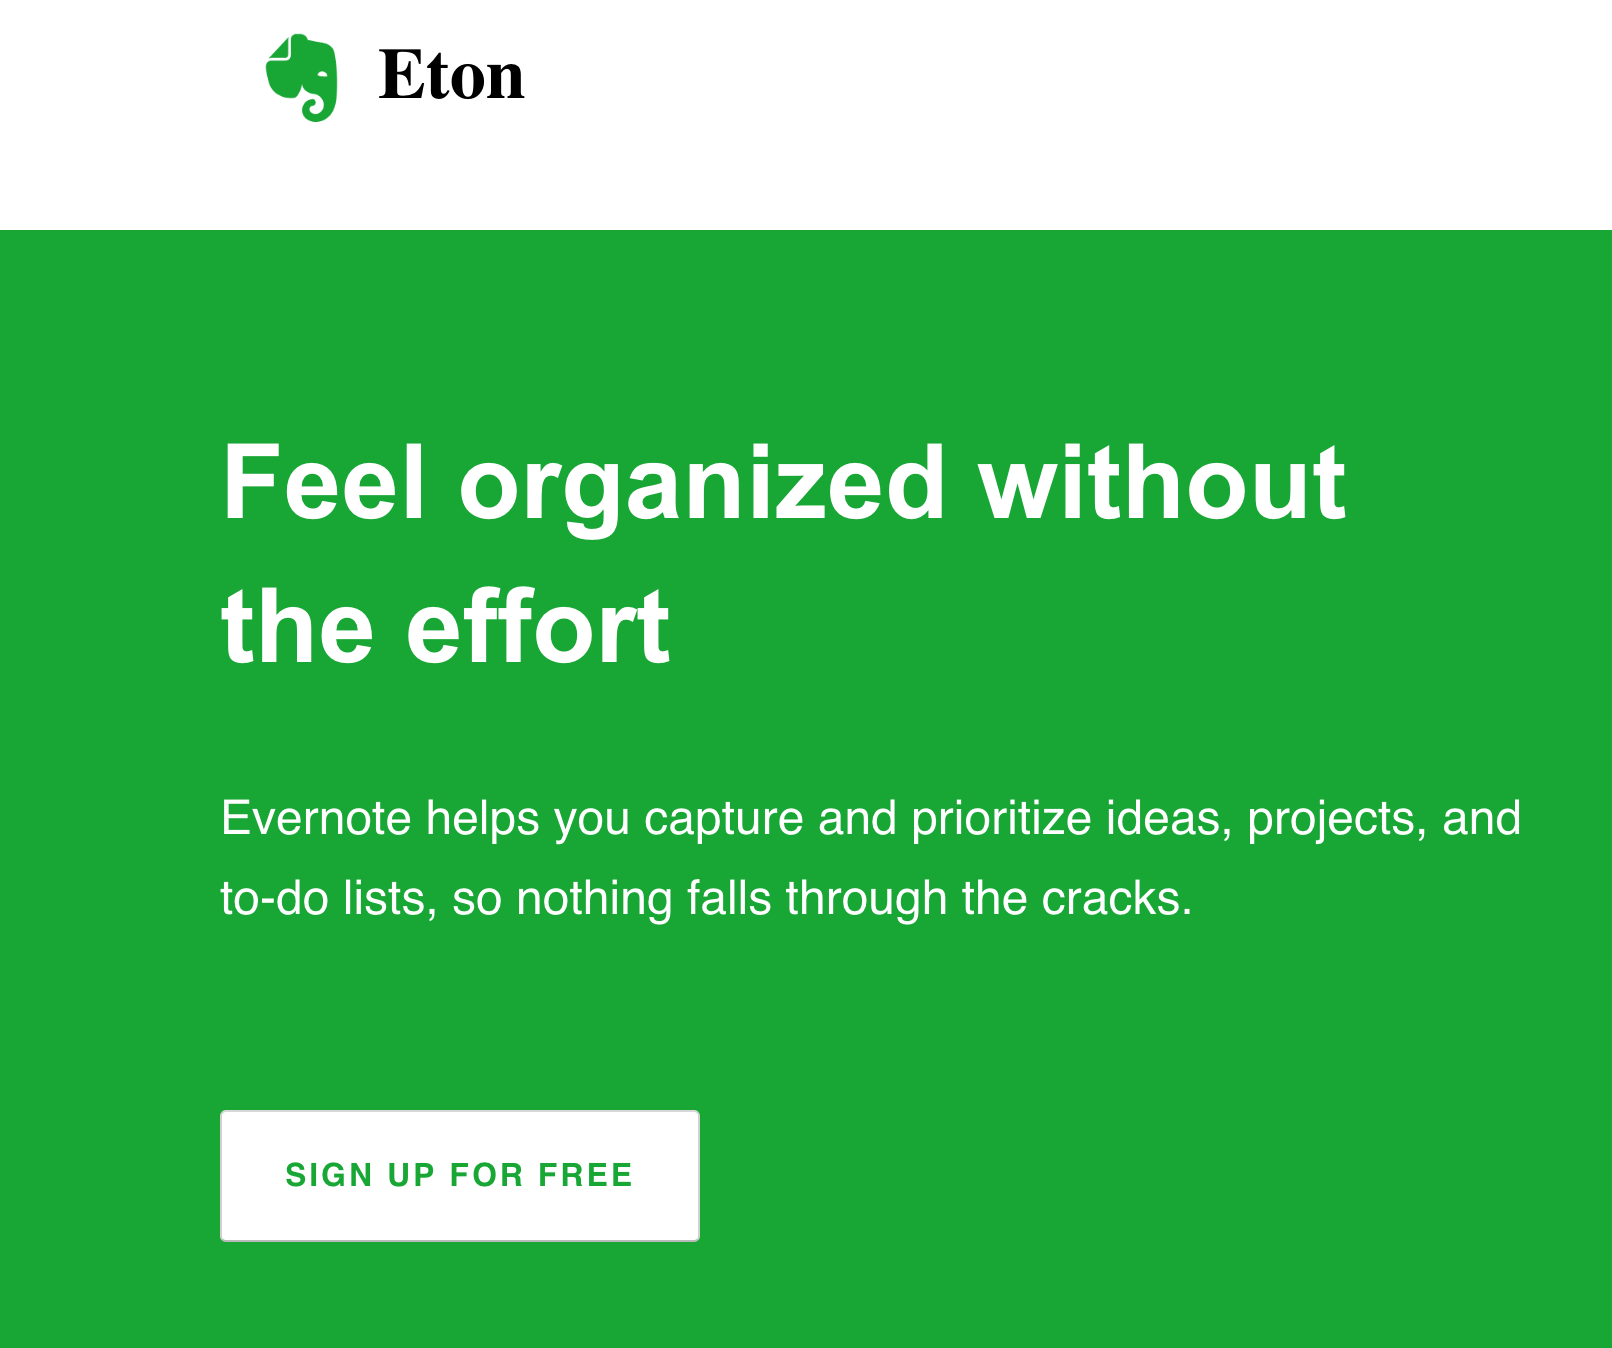 Eton
Feel organized without
the effort
Evernote helps you capture and prioritize ideas, projects, and
to-do lists, so nothing falls through the cracks.
SIGN UP FOR FREE